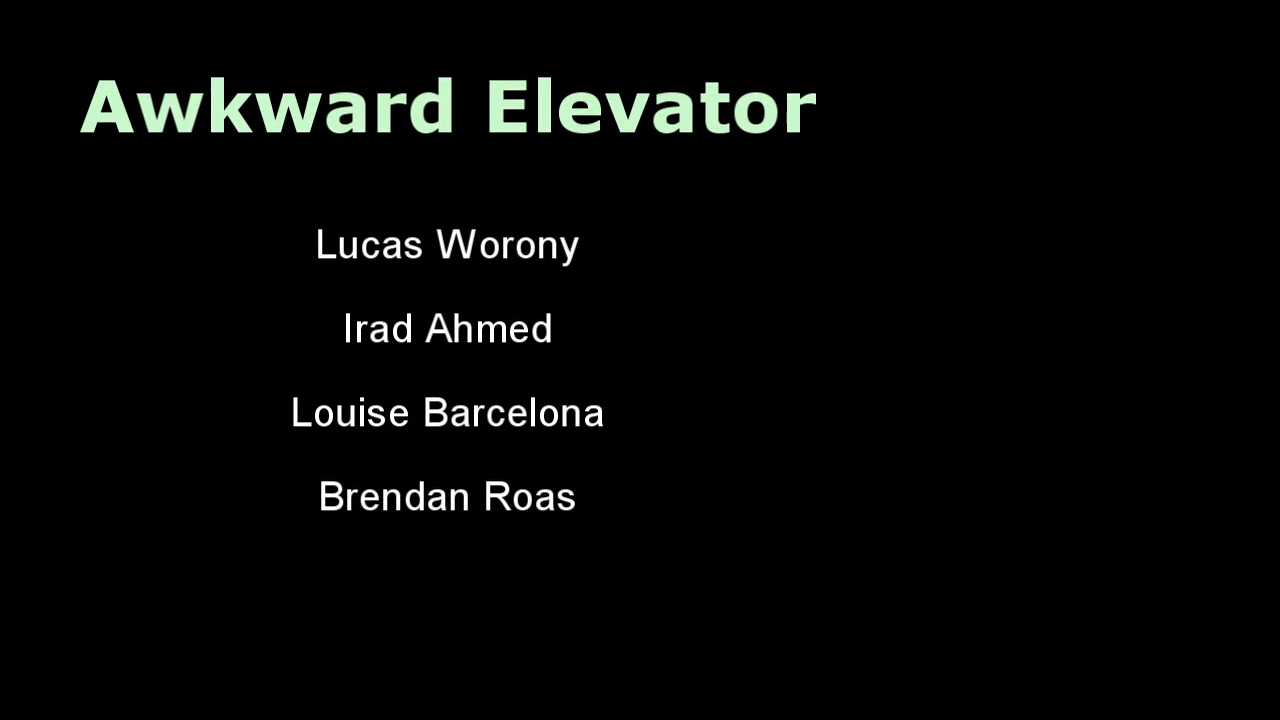 Awkward Elevator
Lucas Worony
Irad Ahmed
Louise Barcelona
Brendan Roas